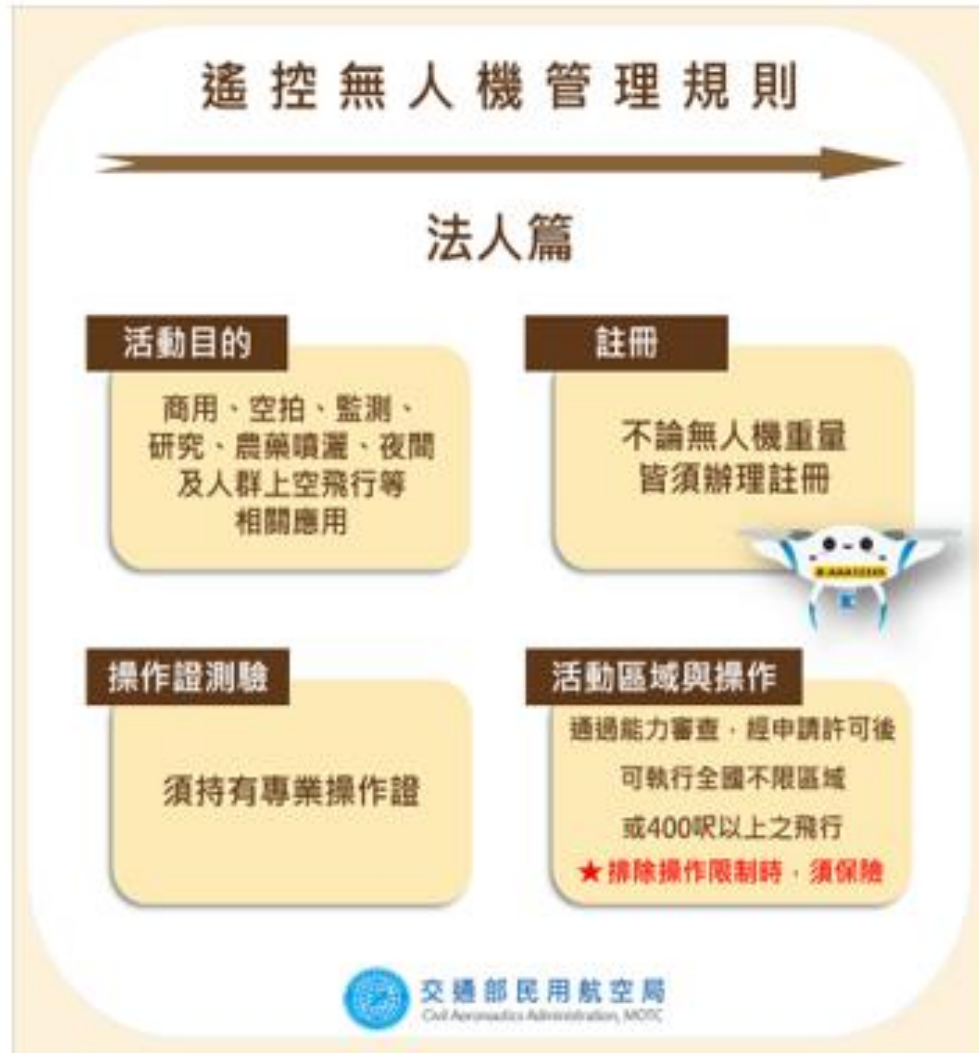 遙控無人機管理規則
法人篇
活動目的
商用、空拍、監測、
研究、農藥噴灑、夜間
及人群上空飛行等
相關應用
註冊
不論無人機重量
皆須辦理註冊
操作證測驗
須持有專業操作證
活動區域與操作
通過能力審查，經申請許可後
可執行全國不限區域
或400呎以上之飛行
★排除操作限制時，須保險
交通部民用航空局
Civil Aeronautics Administration, MOTC